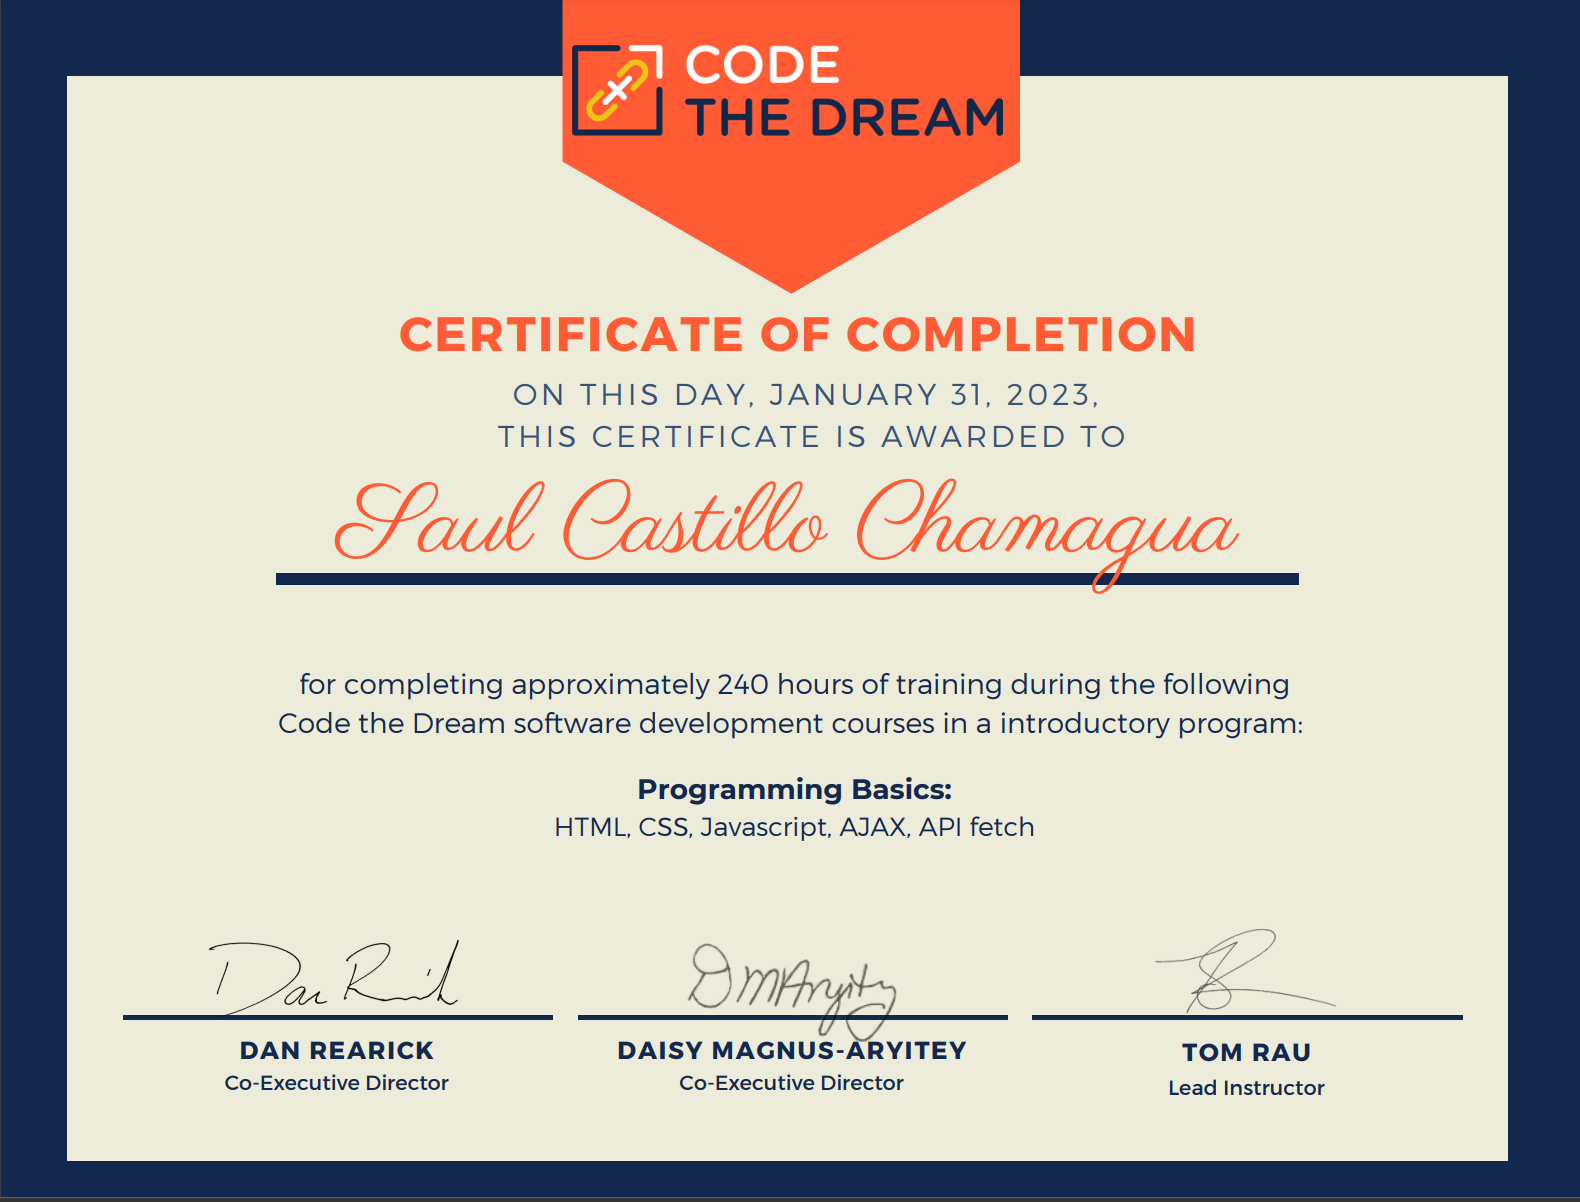 CODE
THE DREAM
CERTIFICATE OF COMPLETION
ON THIS DAY, JANUARY 31, 2023,
THIS CERTIFICATE IS AWARDED TO
Saul Castillo Chamagua
for completing approximately 240 hours of training during the following
Code the Dream software development courses in a introductory program:
Programming Basics:
HTML, CSS, Javascript, AJAX, API fetch
Dan Rearick
DMAryitey
DAN REARICK
Co-Executive Director
DAISY MAGNUS-ARYITEY
Co-Executive Director
TOM RAU
Lead Instructor